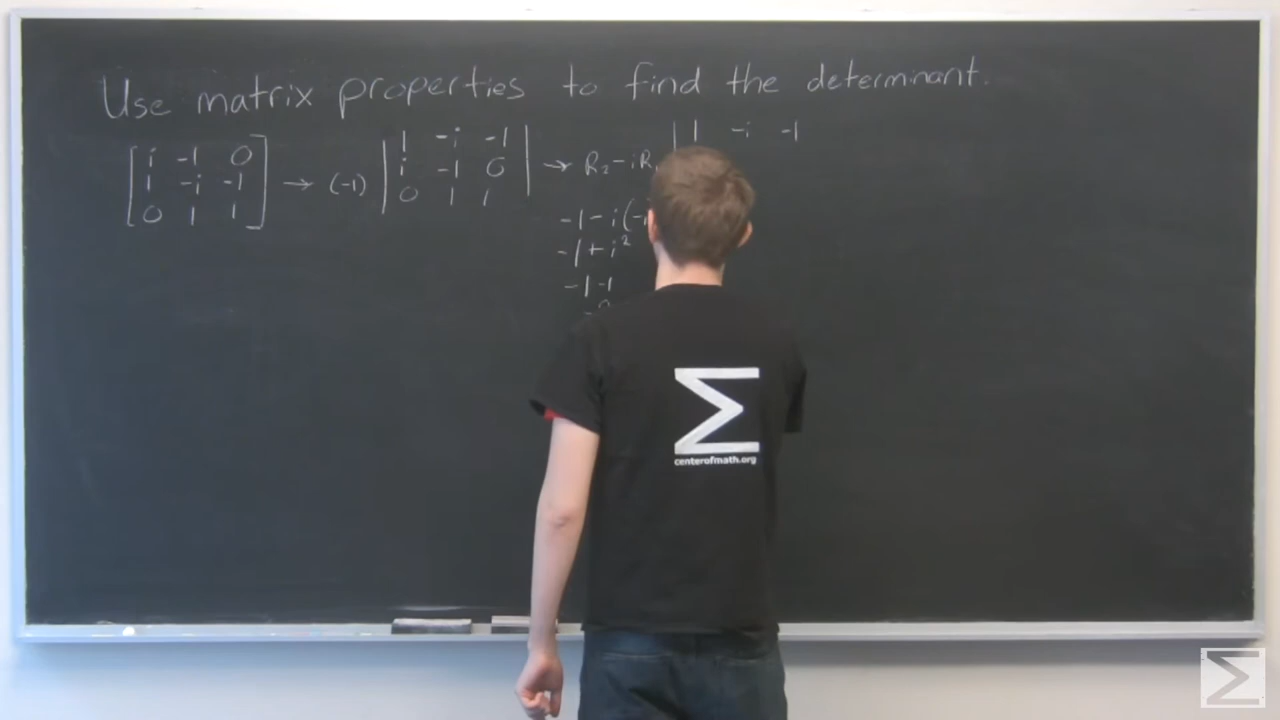 Use matrix properties to find the determinant.
[i -1 0] → (-1) |1 -i -1| → R₂-iR |1 -i -1
[1 -i -1] |i -1 0|
[0 1 1] |0 1 1|
-1-i(-i
-1+i²
-1-1
centerofmath.org